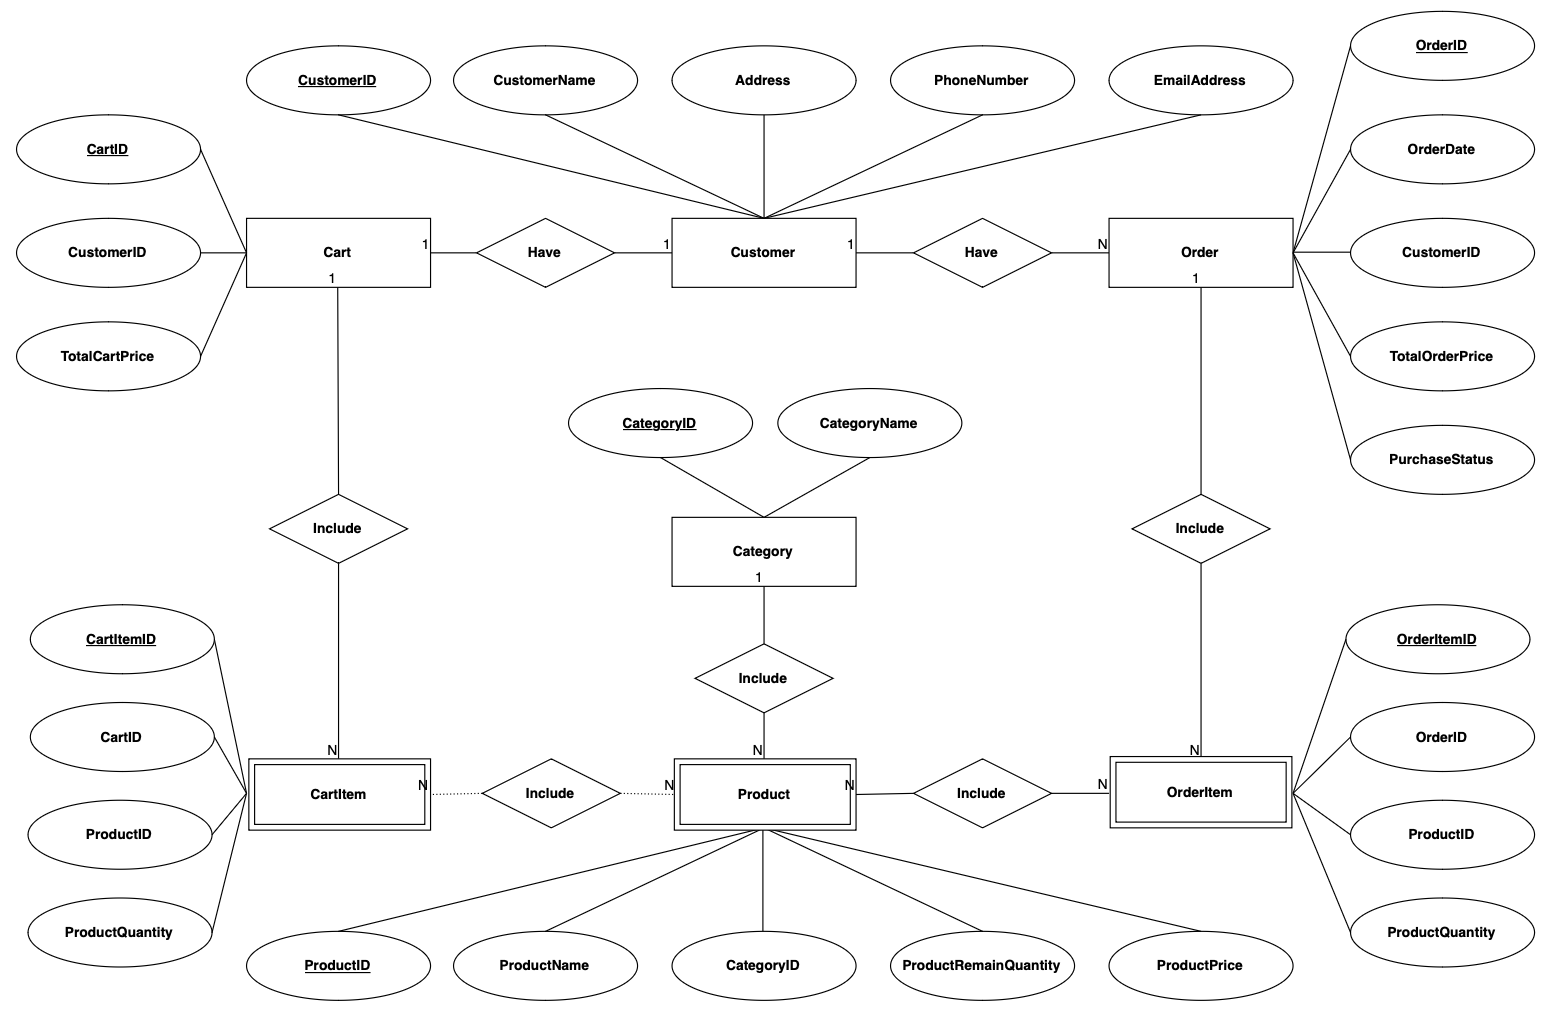 OrderID
CustomerID
CustomerName
Address
PhoneNumber
EmailAddress
CartID
OrderDate
CustomerID
Cart
1
Have
1
Customer
1
Have
N
Order
CustomerID
1
1
TotalCartPrice
TotalOrderPrice
CategoryID
CategoryName
PurchaseStatus
Include
Category
Include
1
CartItemID
OrderItemID
Include
CartID
OrderID
N
N
N
CartItem
N
Include
N
Product
N
Include
N
OrderItem
ProductID
ProductID
ProductQuantity
ProductQuantity
ProductID
ProductName
CategoryID
ProductRemainQuantity
ProductPrice